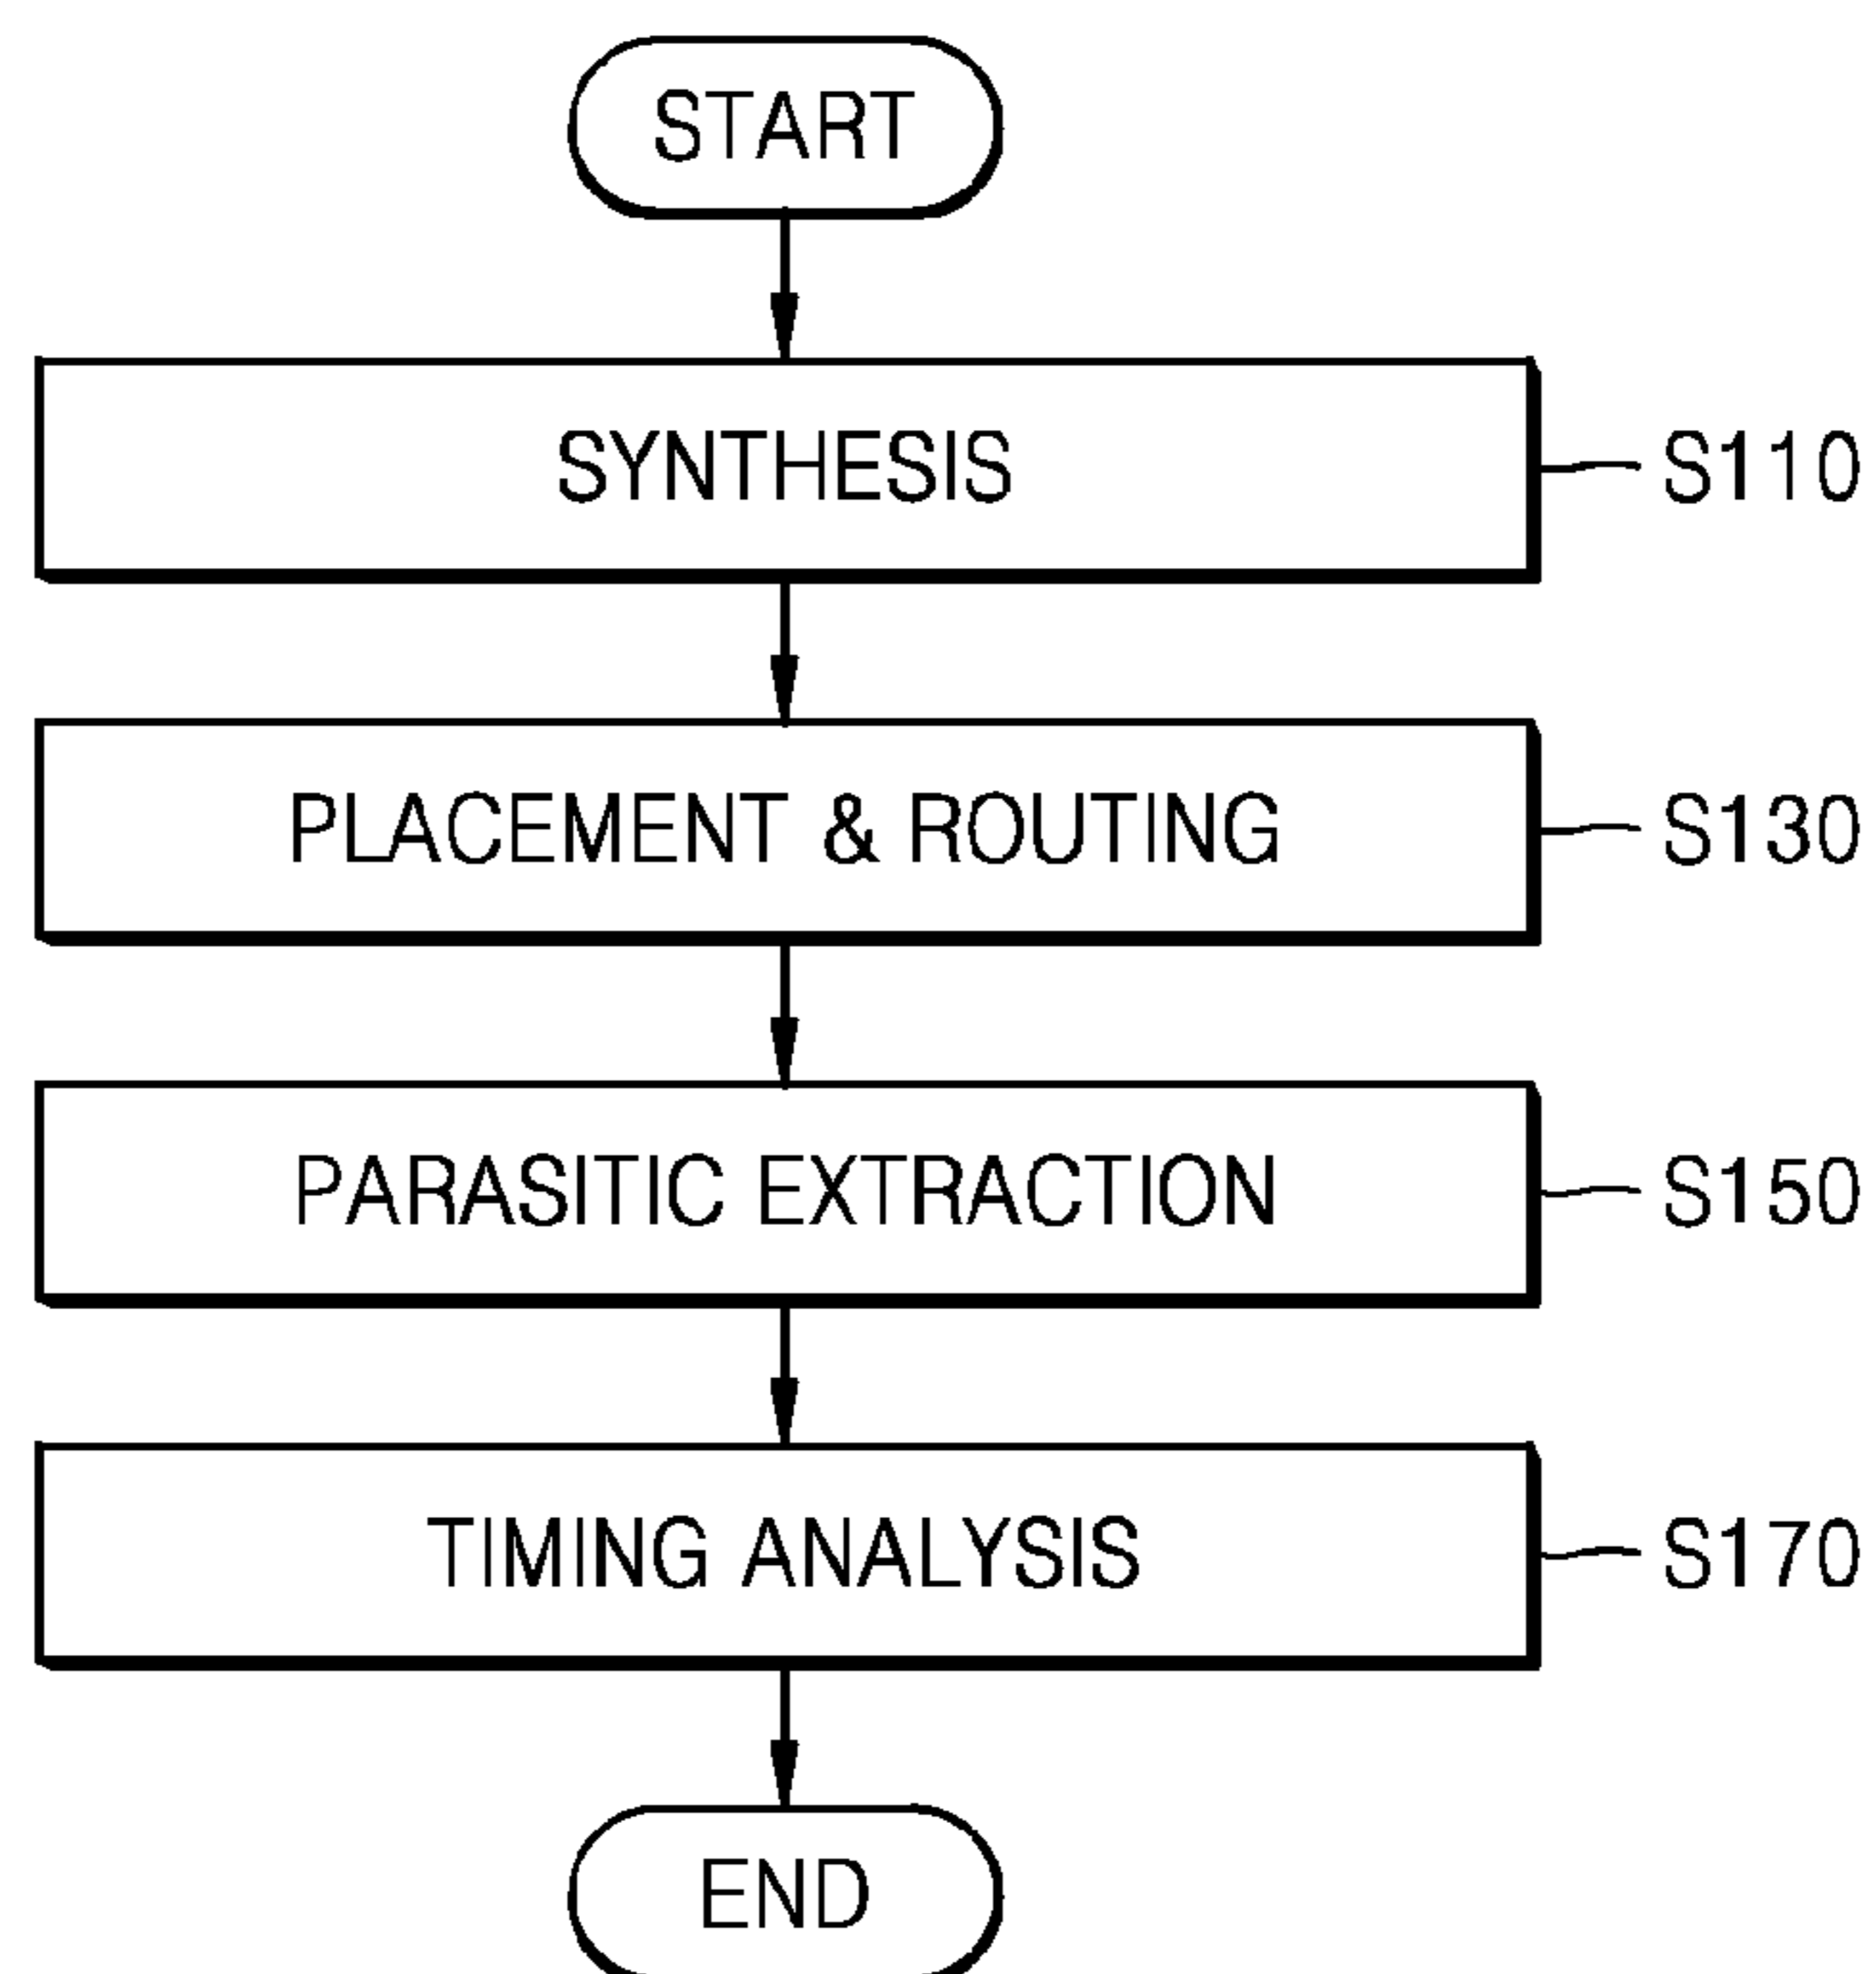 START
SYNTHESIS
S110
PLACEMENT & ROUTING
S130
PARASITIC EXTRACTION
S150
TIMING ANALYSIS
S170
END